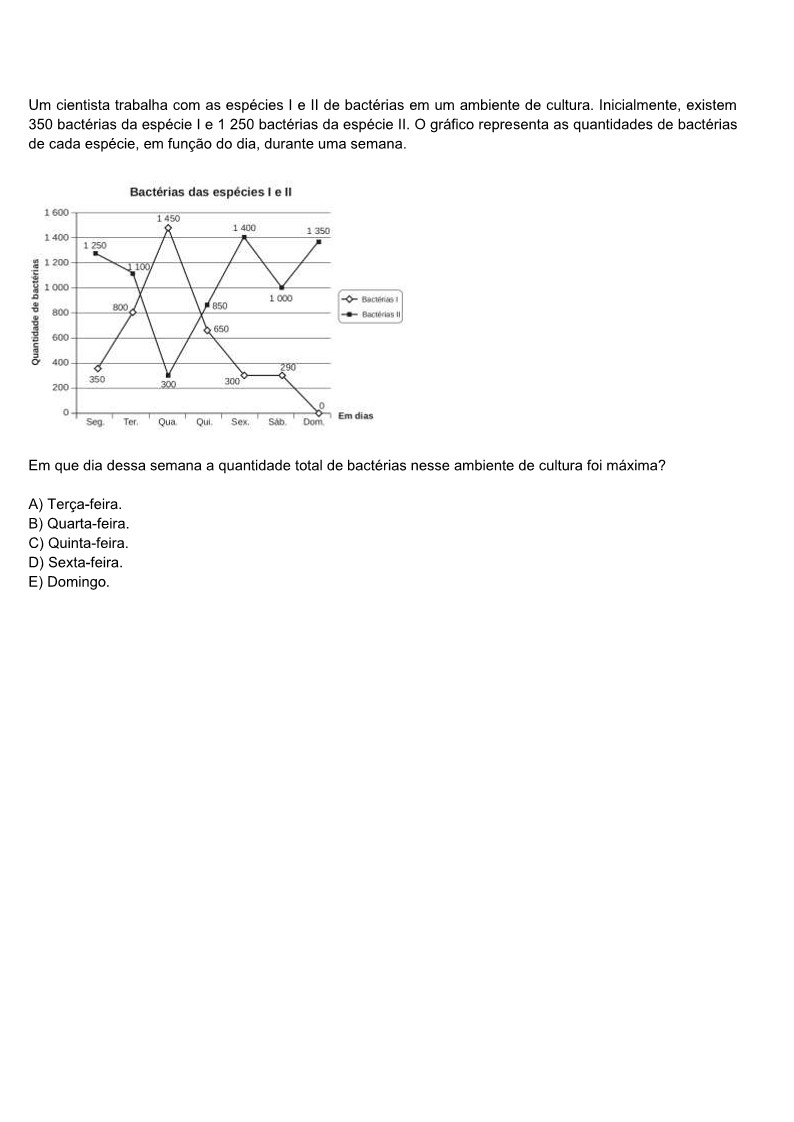 Um cientista trabalha com as espécies I e II de bactérias em um ambiente de cultura. Inicialmente, existem
350 bactérias da espécie I e 1 250 bactérias da espécie II. O gráfico representa as quantidades de bactérias
de cada espécie, em função do dia, durante uma semana.
Bactérias das espécies I e II
Quantidade de bactérias
1 600
1 400
1 200
1 000
800
600
400
200
0
1 250
1 100
1 450
1 400
1 350
800
850
650
1 000
350
300
300
290
0
Bactérias I
Bactérias II
Seg. Ter. Qua. Qui. Sex. Sáb. Dom.
Em dias
Em que dia dessa semana a quantidade total de bactérias nesse ambiente de cultura foi máxima?
A) Terça-feira.
B) Quarta-feira.
C) Quinta-feira.
D) Sexta-feira.
E) Domingo.